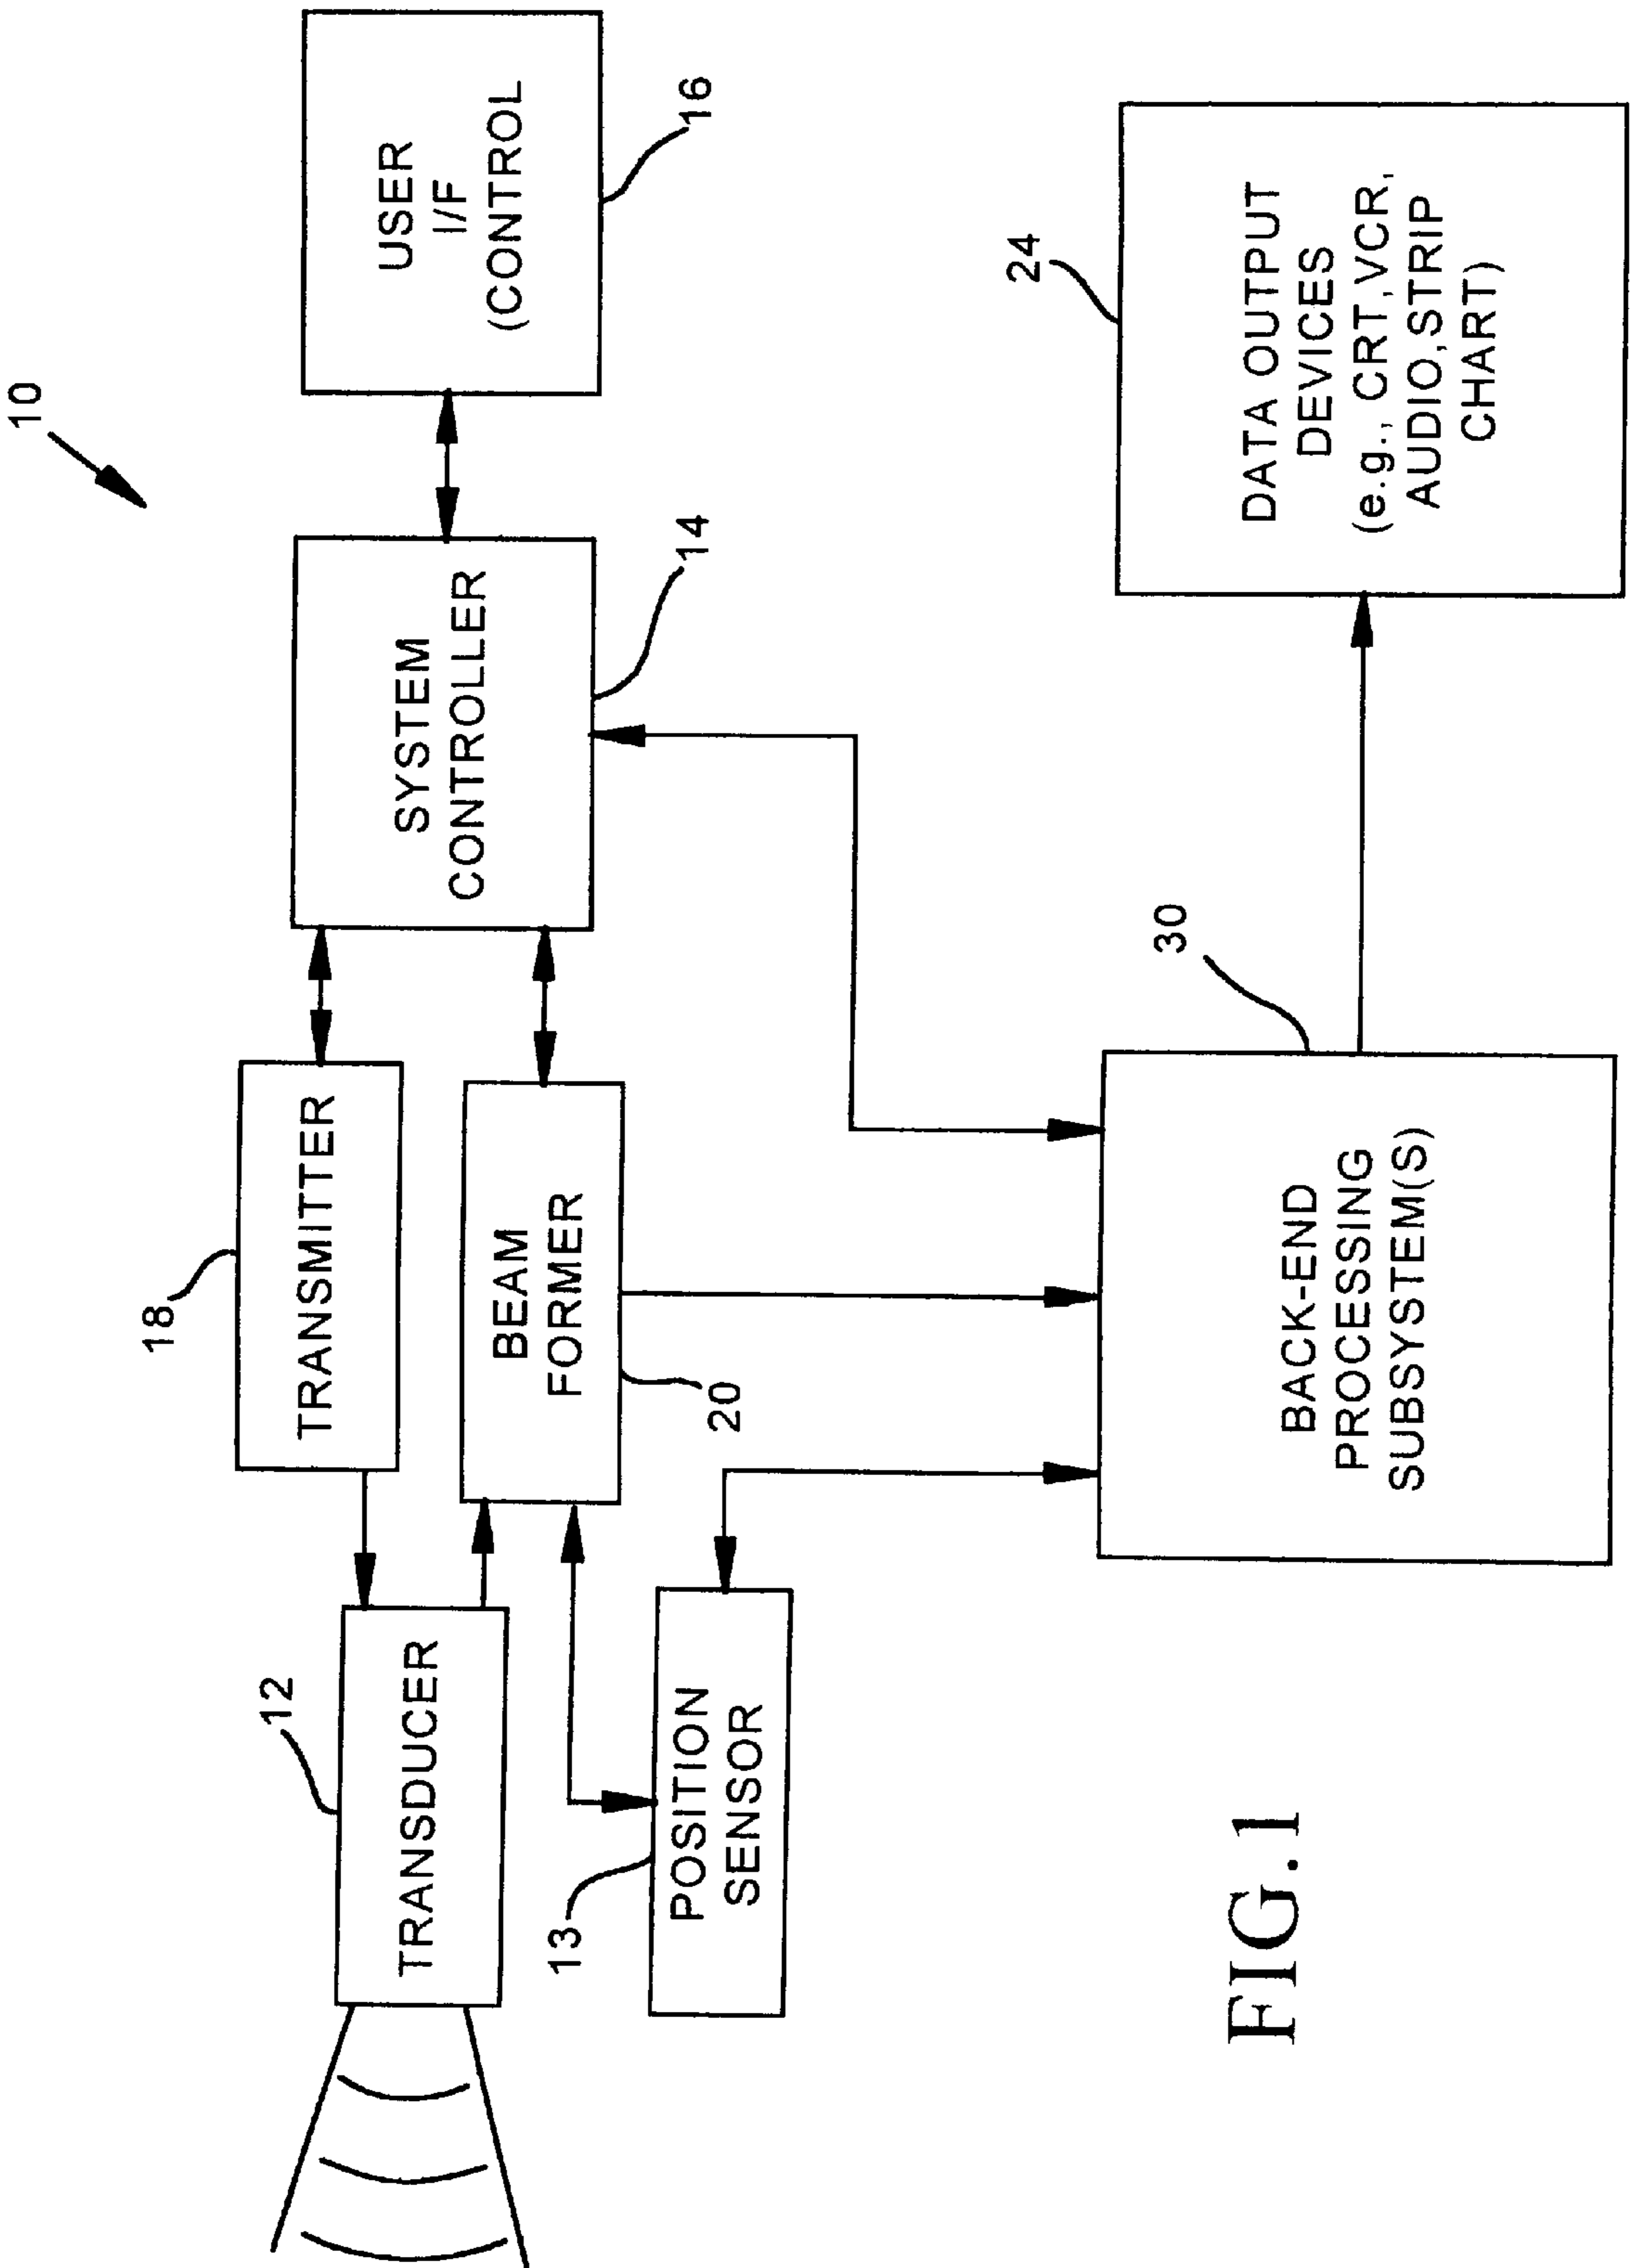 10
18
TRANSMITTER
12
TRANSDUCER
SYSTEM
CONTROLLER
14
USER
I/F
(CONTROL
16
BEAM
FORMER
20
13
POSITION
SENSOR
30
BACK-END
PROCESSING
SUBSYSTEM(S)
24
DATA OUTPUT
DEVICES
(e.g., CRT,VCR,
AUDIO,STRIP
CHART)
FIG.1